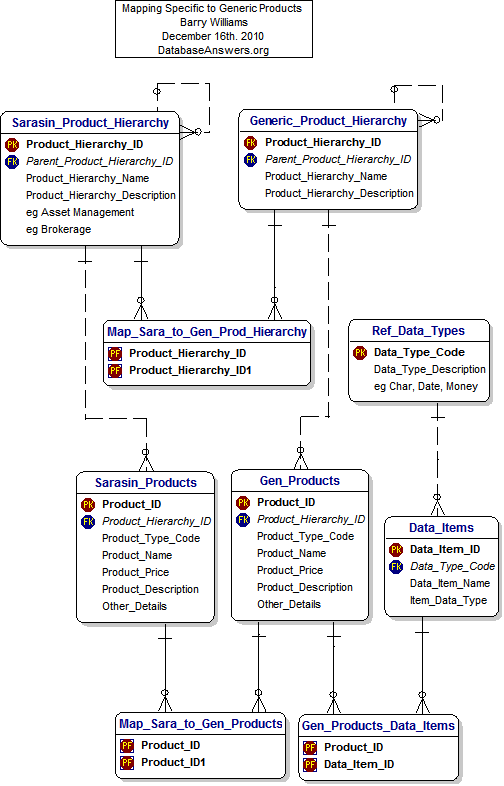 Mapping Specific to Generic Products
Barry Williams
December 16th. 2010
DatabaseAnswers.org
Sarasin_Product_Hierarchy
PK Product_Hierarchy_ID
FK Parent_Product_Hierarchy_ID
Product_Hierarchy_Name
Product_Hierarchy_Description
eg Asset Management
eg Brokerage
Generic_Product_Hierarchy
PK Product_Hierarchy_ID
FK Parent_Product_Hierarchy_ID
Product_Hierarchy_Name
Product_Hierarchy_Description
Map_Sara_to_Gen_Prod_Hierarchy
PF Product_Hierarchy_ID
PF Product_Hierarchy_ID1
Ref_Data_Types
PK Data_Type_Code
Data_Type_Description
eg Char, Date, Money
Sarasin_Products
PK Product_ID
FK Product_Hierarchy_ID
Product_Type_Code
Product_Name
Product_Price
Product_Description
Other_Details
Gen_Products
PK Product_ID
FK Product_Hierarchy_ID
Product_Type_Code
Product_Name
Product_Price
Product_Description
Other_Details
Data_Items
PK Data_Item_ID
FK Data_Type_Code
Data_Item_Name
Item_Data_Type
Map_Sara_to_Gen_Products
PF Product_ID
PF Product_ID1
Gen_Products_Data_Items
PF Product_ID
PF Data_Item_ID